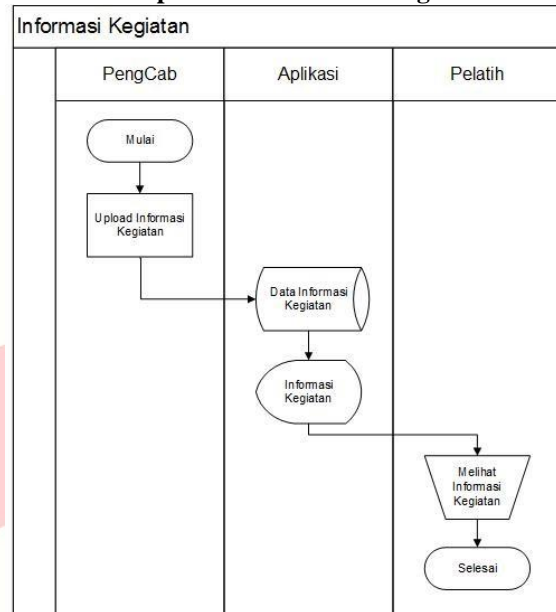 Informasi Kegiatan
PengCab
Aplikasi
Pelatih
Mulai
Upload Informasi
Kegiatan
Data Informasi
Kegiatan
Informasi
Kegiatan
Melihat
Informasi
Kegiatan
Selesai